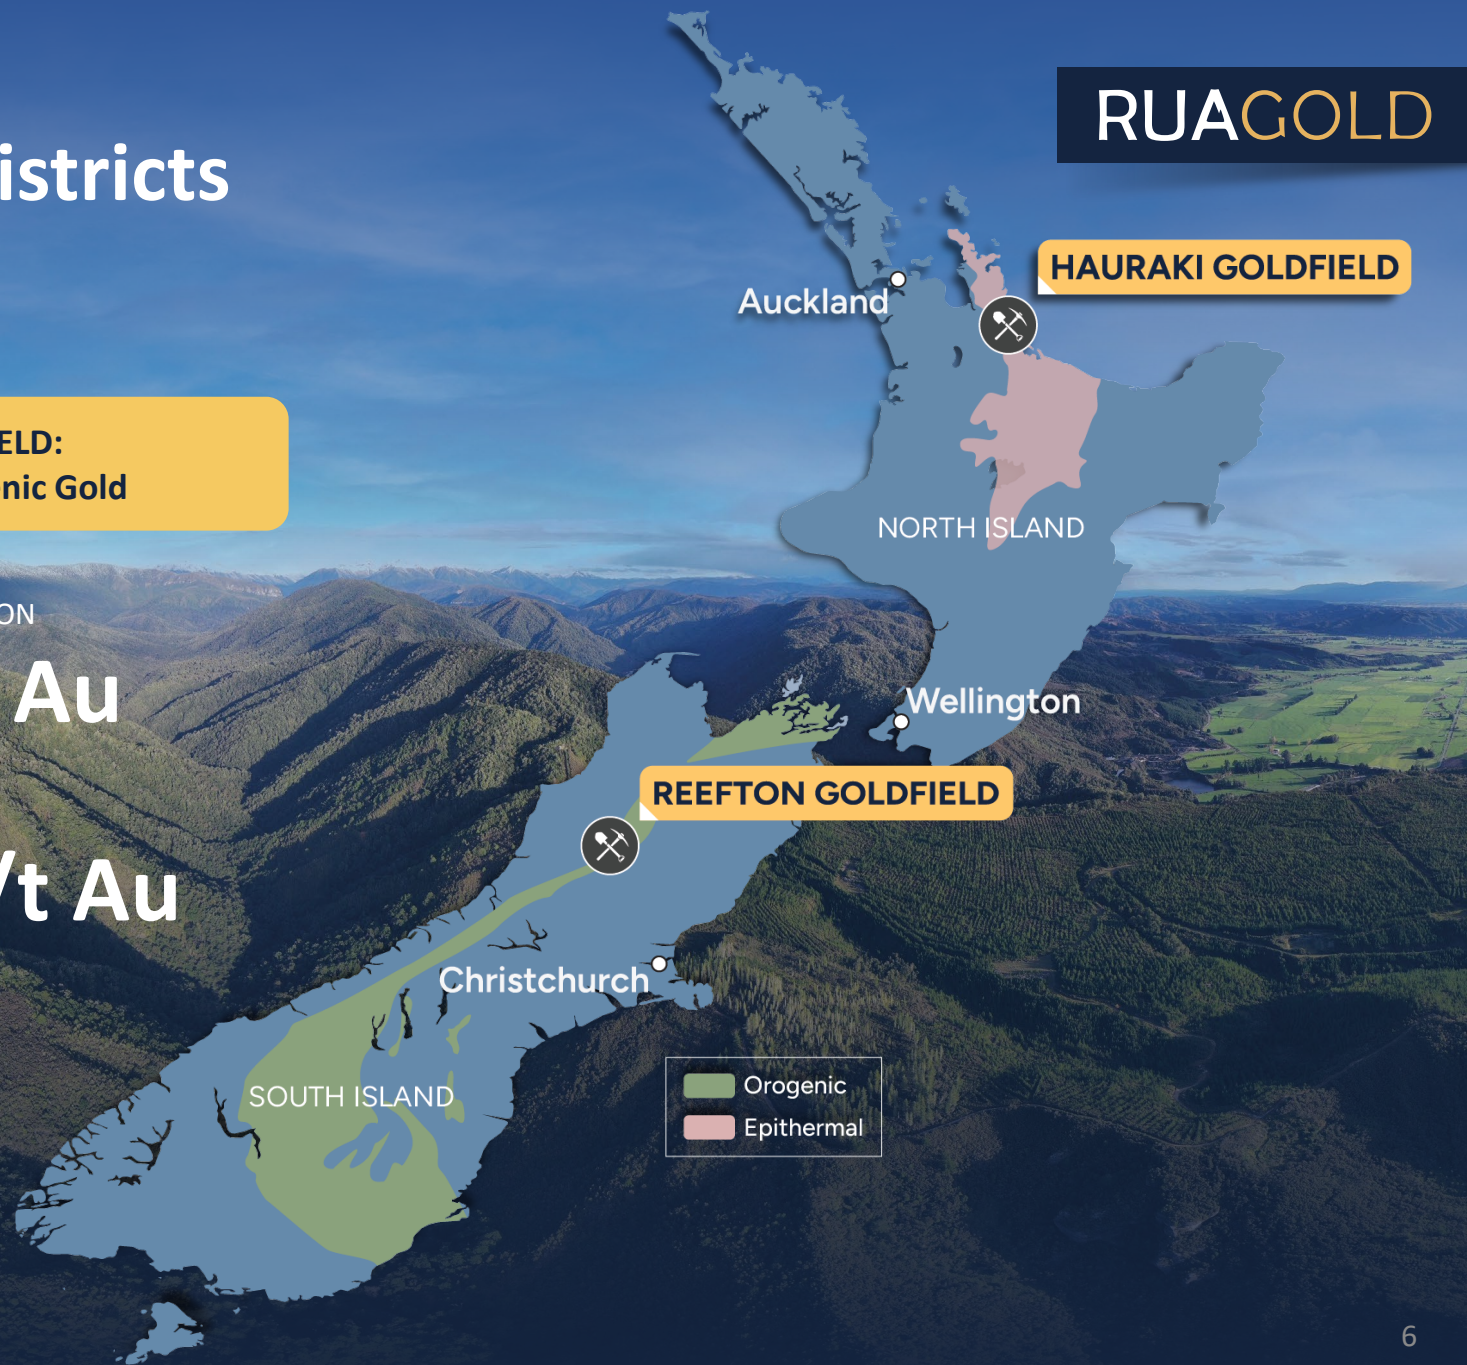 RUAGOLD
istricts
HAURAKI GOLDFIELD
Auckland
ELD:
nic Gold
NORTH ISLAND
ON
Au
Wellington
REEFTON GOLDFIELD
/t Au
Christchurch
SOUTH ISLAND
Orogenic
Epithermal
6